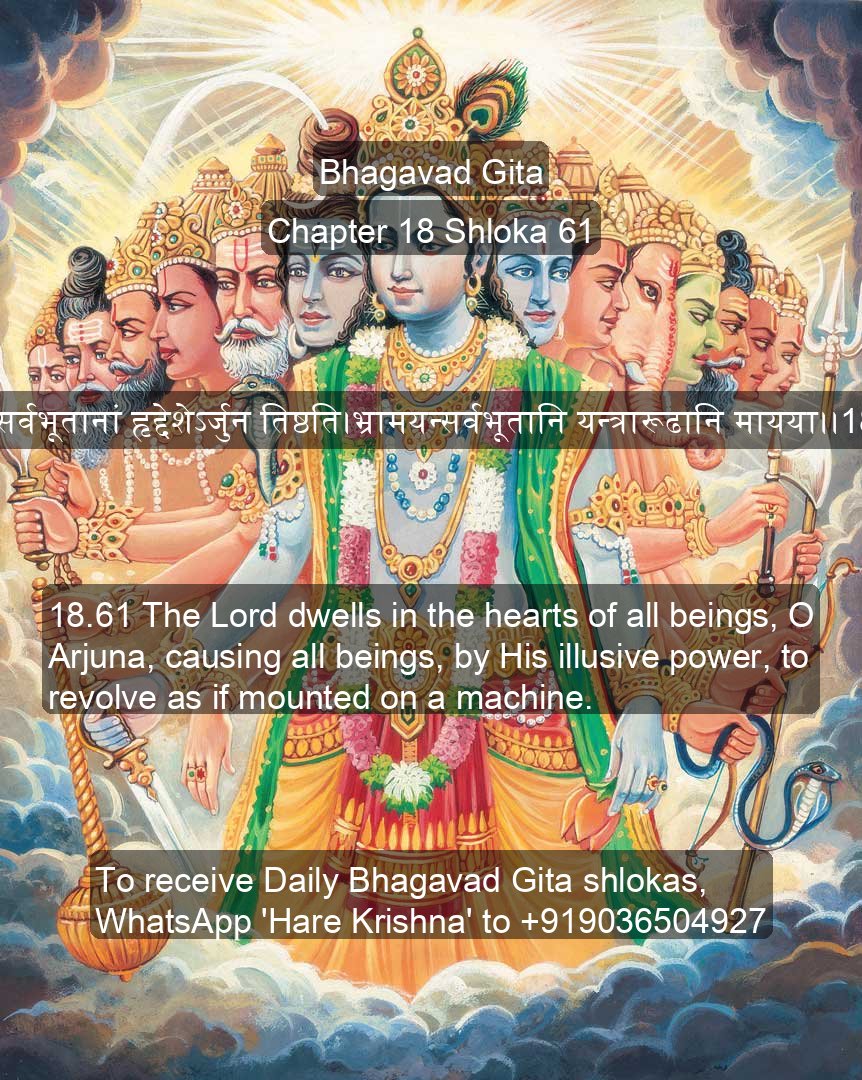 Bhagavad Gita
Chapter 18 Shloka 61
सर्वभूतानां हृद्देशेऽर्जुन तिष्ठति।भ्रामयन्सर्वभूतानि यन्त्रारूढानि मायया।।1
18.61 The Lord dwells in the hearts of all beings, O
Arjuna, causing all beings, by His illusive power, to
revolve as if mounted on a machine.
To receive Daily Bhagavad Gita shlokas,
WhatsApp 'Hare Krishna' to +919036504927